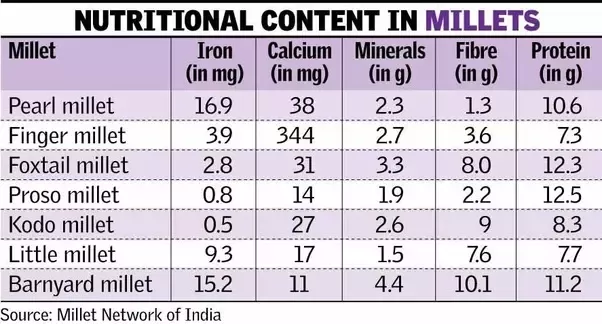 NUTRITIONAL CONTENT IN MILLETS
Millet Iron (in mg) Calcium (in mg) Minerals (in g) Fibre (in g) Protein (in g)
Pearl millet 16.9 38 2.3 1.3 10.6
Finger millet 3.9 344 2.7 3.6 7.3
Foxtail millet 2.8 31 3.3 8.0 12.3
Proso millet 0.8 14 1.9 2.2 12.5
Kodo millet 0.5 27 2.6 9 8.3
Little millet 9.3 17 1.5 7.6 7.7
Barnyard millet 15.2 11 4.4 10.1 11.2
Source: Millet Network of India